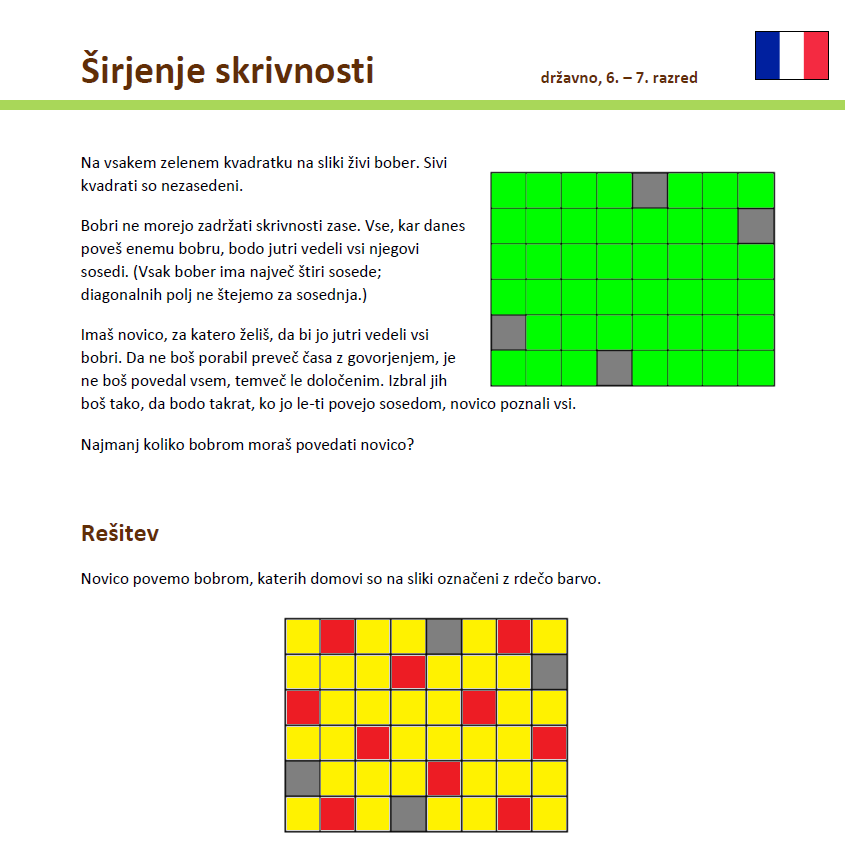 Širjenje skrivnosti
državno, 6. – 7. razred
Na vsakem zelenem kvadratku na sliki živi bober. Sivi
kvadrati so nezasedeni.
Bobri ne morejo zadržati skrivnosti zase. Vse, kar danes
poveš enemu bobru, bodo jutri vedeli vsi njegovi
sosedi. (Vsak bober ima največ štiri sosede;
diagonalnih polj ne štejemo za sosednja.)
Imaš novico, za katero želiš, da bi jo jutri vedeli vsi
bobri. Da ne boš porabil preveč časa z govorjenjem, je
ne boš povedal vsem, temveč le določenim. Izbral jih
boš tako, da bodo takrat, ko jo le-ti povejo sosedom, novico poznali vsi.
Najmanj koliko bobrom moraš povedati novico?
Rešitev
Novico povemo bobrom, katerih domovi so na sliki označeni z rdečo barvo.